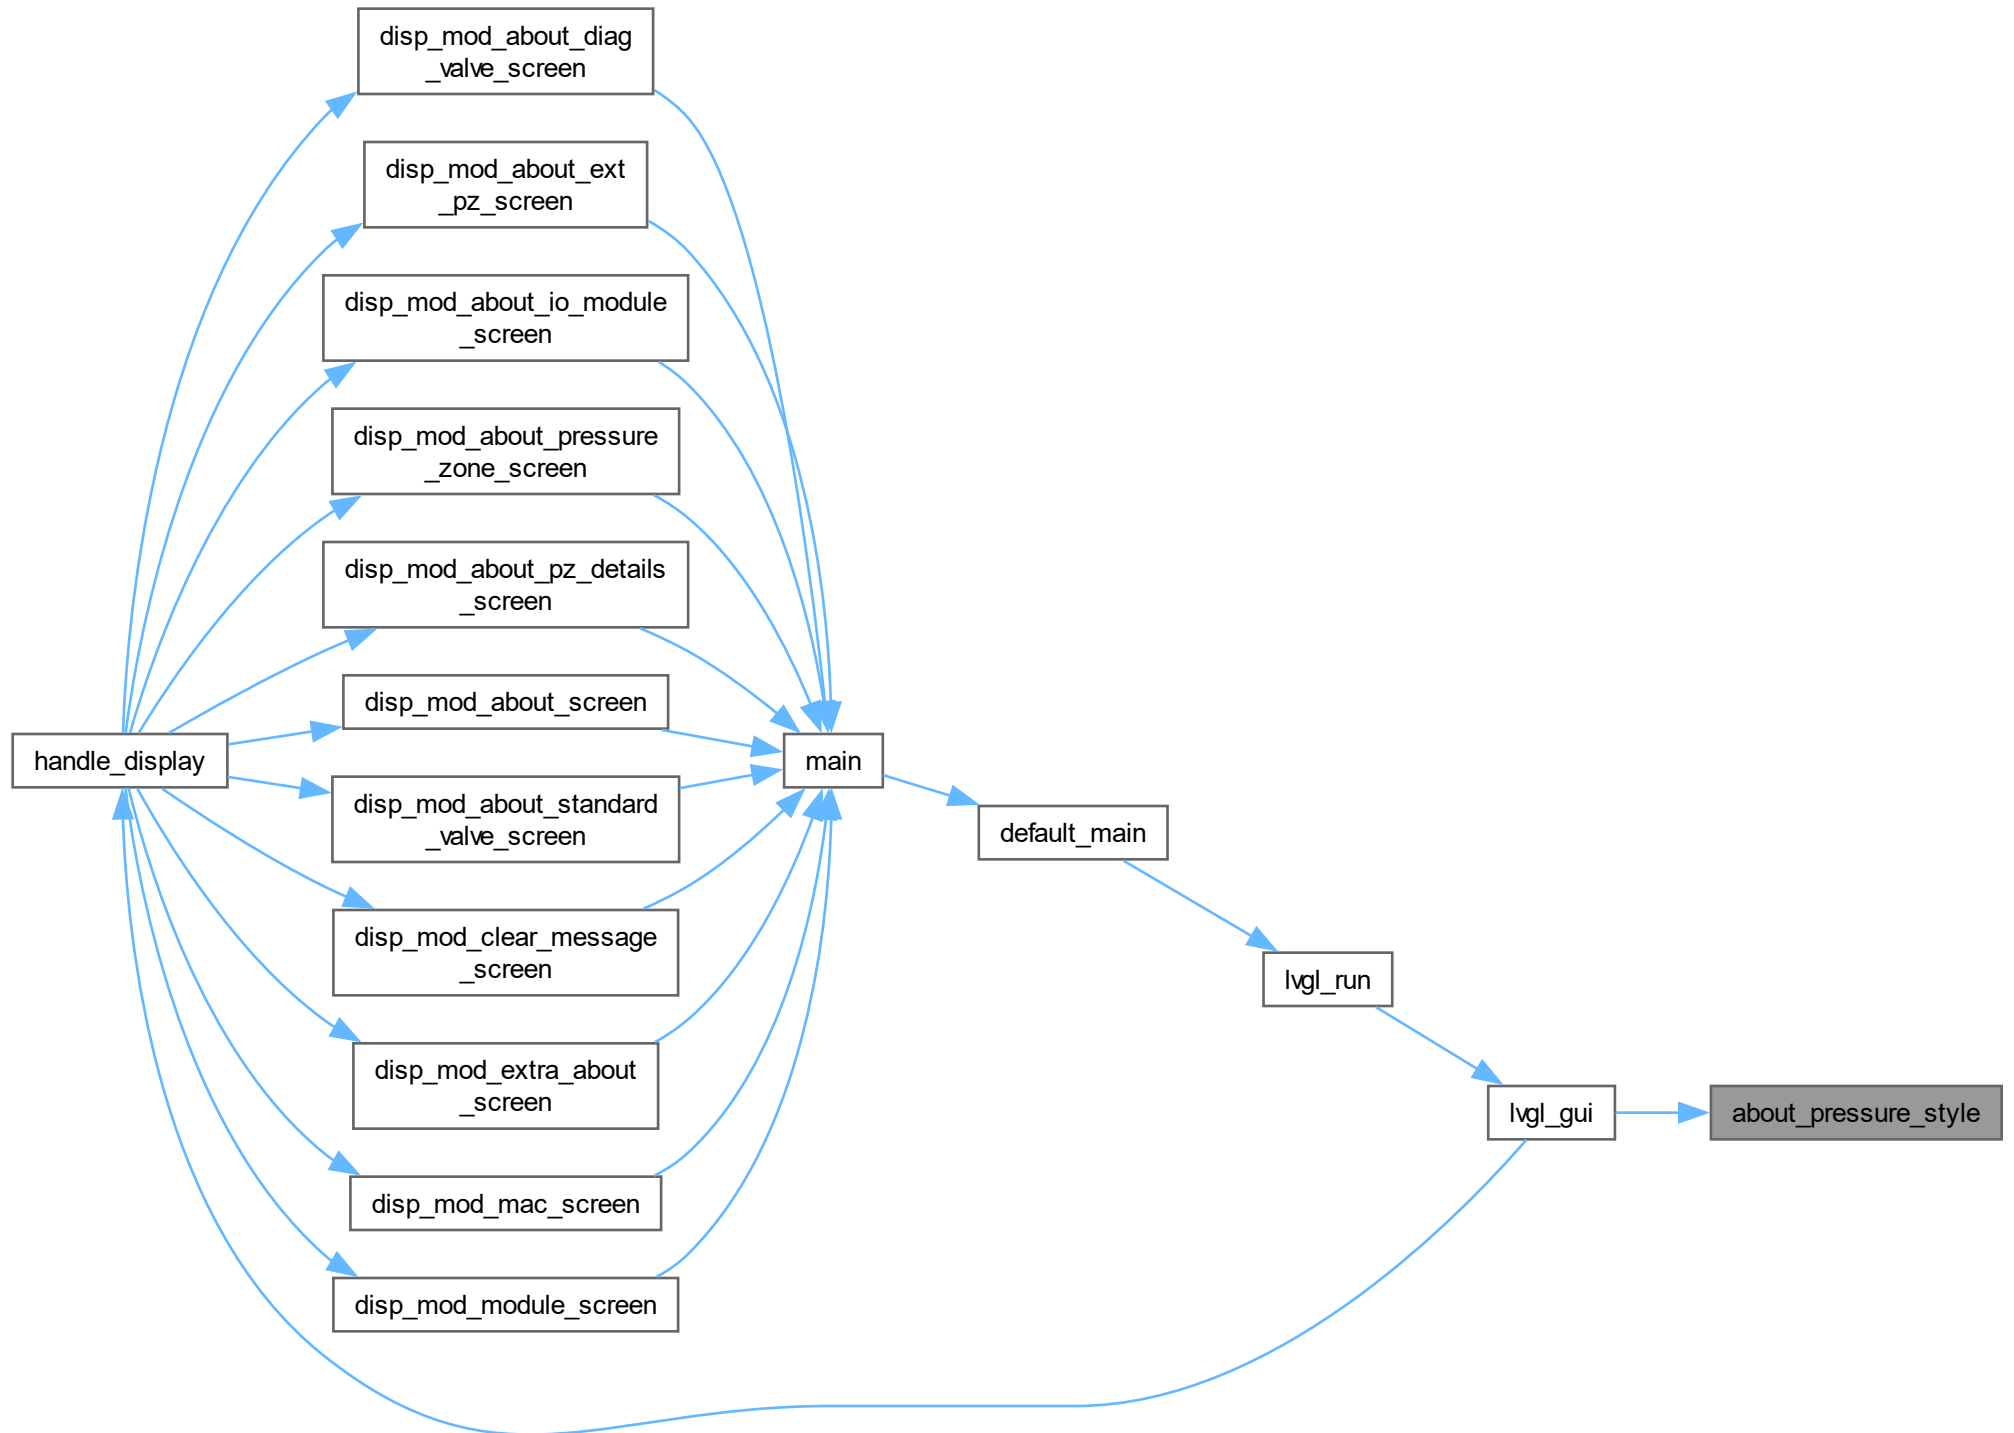 disp_mod_about_diag
_valve_screen
disp_mod_about_ext
_pz_screen
disp_mod_about_io_module
_screen
disp_mod_about_pressure
_zone_screen
disp_mod_about_pz_details
_screen
disp_mod_about_screen
handle_display
main
disp_mod_about_standard
_valve_screen
default_main
disp_mod_clear_message
_screen
lvgl_run
disp_mod_extra_about
_screen
lvgl_gui
about_pressure_style
disp_mod_mac_screen
disp_mod_module_screen